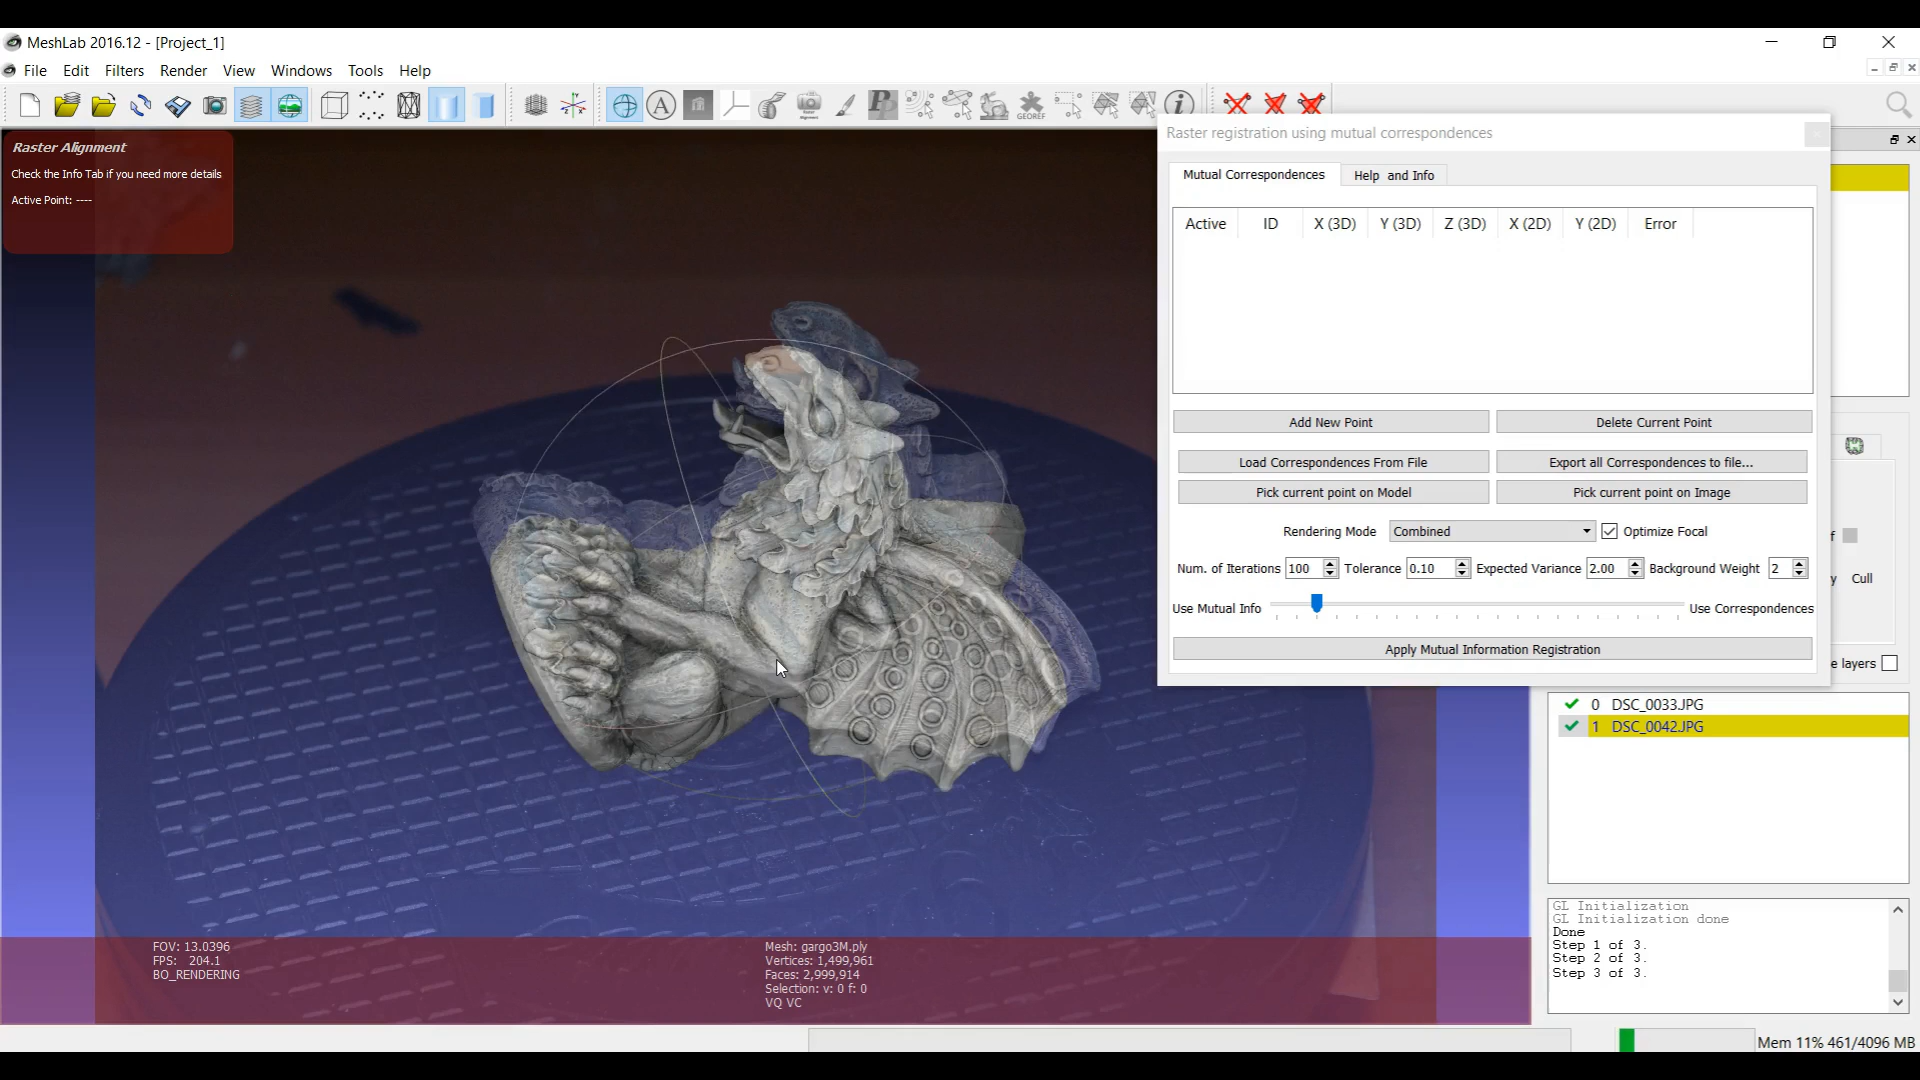 MeshLab 2016.12 - [Project_1]
File Edit Filters Render View Windows Tools Help
A P GEOREF i
Raster Alignment
Check the Info Tab if you need more details
Active Point: ----
Raster registration using mutual correspondences
Mutual Correspondences Help and Info
Active ID X (3D) Y (3D) Z (3D) X (2D) Y (2D) Error
Add New Point Delete Current Point
Load Correspondences From File Export all Correspondences to file...
Pick current point on Model Pick current point on Image
Rendering Mode Combined Optimize Focal
Num. of Iterations 100 Tolerance 0.10 Expected Variance 2.00 Background Weight 2
Use Mutual Info Use Correspondences
Apply Mutual Information Registration
f
y Cull
e layers
0 DSC_0033.JPG
1 DSC_0042.JPG
GL Initialization
GL Initialization done
Done
Step 1 of 3.
Step 2 of 3.
Step 3 of 3.
FOV: 13.0396
FPS: 204.1
BO_RENDERING
Mesh: gargo3M.ply
Vertices: 1,499,961
Faces: 2,999,914
Selection: v: 0 f: 0
VQ VC
Mem 11% 461/4096 MB